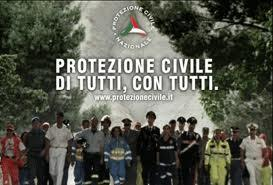 PROTEZIONE CIVILE
NAZIONALE
PROTEZIONE CIVILE
DI TUTTI, CON TUTTI.
www.protezionecivile.it